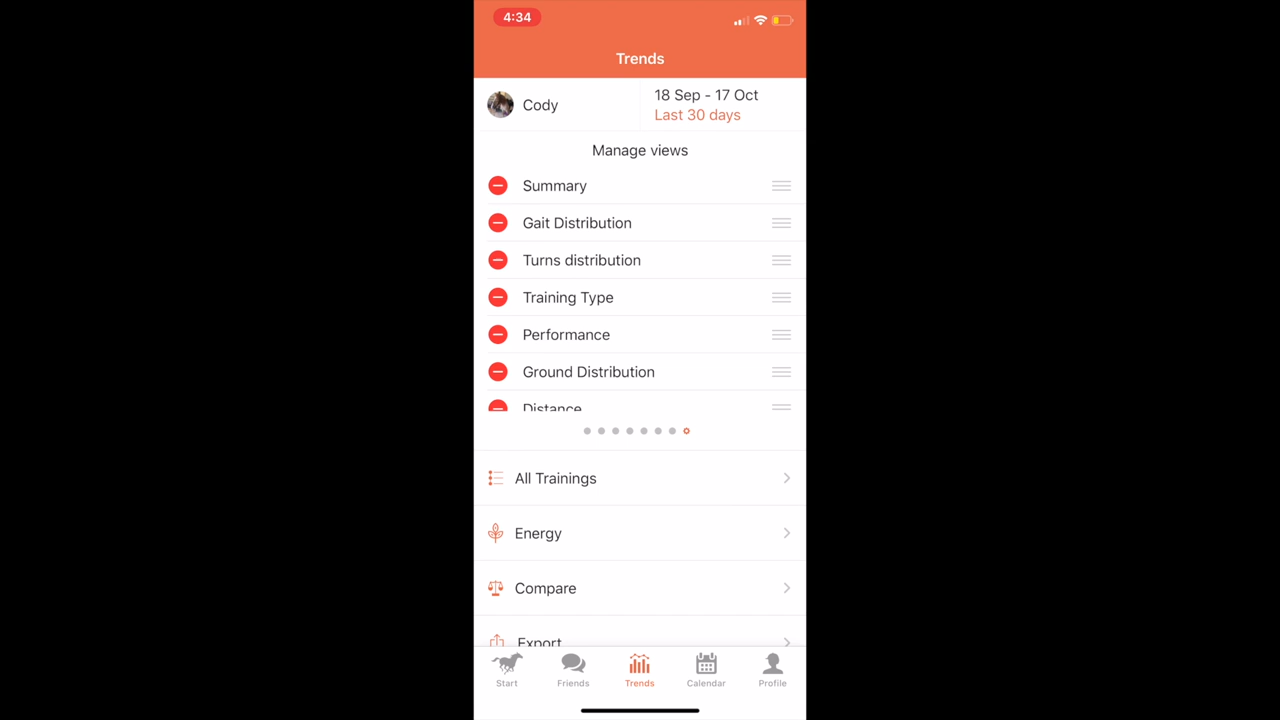 4:34
Trends
Cody
18 Sep - 17 Oct
Last 30 days
Manage views
Summary
Gait Distribution
Turns distribution
Training Type
Performance
Ground Distribution
Distance
All Trainings
Energy
Compare
Export
Start
Friends
Trends
Calendar
Profile